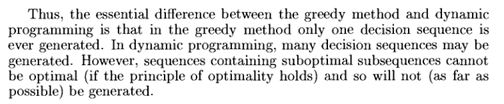 Thus, the essential difference between the greedy method and dynamic
programming is that in the greedy method only one decision sequence is
ever generated. In dynamic programming, many decision sequences may be
generated. However, sequences containing suboptimal subsequences cannot
be optimal (if the principle of optimality holds) and so will not (as far as
possible) be generated.